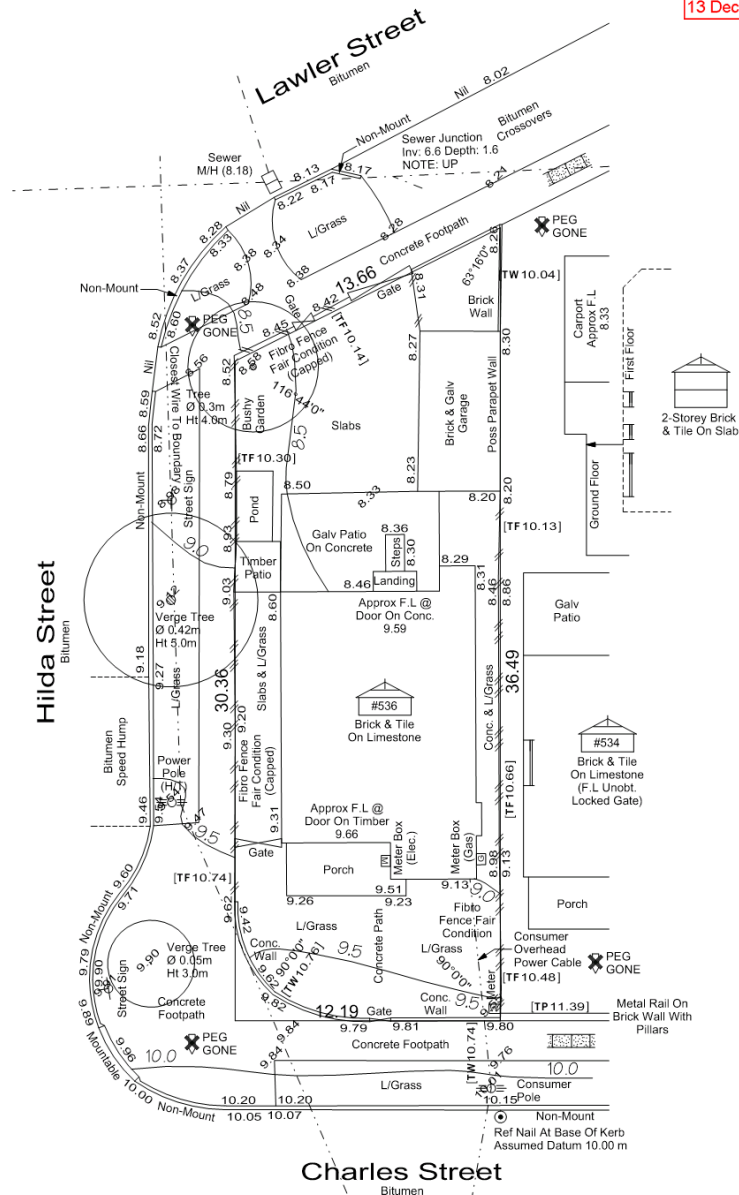 13 Dec
Lawler Street
Bitumen
Nil
8.02
Non-Mount
Bitumen
Crossovers
Sewer Junction
Inv: 6.6 Depth: 1.6
NOTE: UP
Sewer
M/H (8.18)
8.13
8.17
8.17
8.22
8.21
Nil
8.28
8.33
8.34
L/Grass
8.28
Concrete Footpath
8.28
PEG
GONE
8.37
8.38
8.38
13.66
63°16'0"
[TW 10.04]
Non-Mount
L/Grass
8.48
Gate
8.42
Gate
8.31
Brick
Wall
Carport
Approx F.L
8.33
8.60
8.52
PEG
GONE
8.5
8.45
[TF 10.14]
Fibro Fence
Fair Condition
(Capped)
8.27
8.30
First Floor
Nil
8.56
8.52
8.58
116°44'0"
2-Storey Brick
& Tile On Slab
8.59
Closest Wire To Boundary
Tree
Ø 0.3m
Ht 4.0m
Bushy
Garden
8.5
Slabs
Brick & Galv
Garage
Poss Parapet Wall
8.66
8.72
[TF 10.30]
Ground Floor
Non-Mount
Street Sign
8.98
8.79
8.50
8.33
8.23
8.20
8.20
Pond
[TF 10.13]
9.0
8.93
Galv Patio
On Concrete
8.36
Steps
8.30
8.29
Timber
Patio
8.46
Landing
8.31
8.46
8.86
9.03
8.60
Approx F.L @
Door On Conc.
9.59
Galv
Patio
9.42
Verge Tree
Ø 0.42m
Ht 5.0m
Hilda Street
Bitumen
9.18
9.27
L/Grass
30.36
Slabs & L/Grass
36.49
Conc. & L/Grass
#536
Brick & Tile
On Limestone
9.20
9.30
#534
Brick & Tile
On Limestone
(F.L Unobt.
Locked Gate)
Bitumen
Speed Hump
Power
Pole
(H/T)
9.54
Fibro Fence
Fair Condition
(Capped)
[TF 10.66]
9.46
9.54
9.47
9.5
9.31
Approx F.L @
Door On Timber
9.66
Meter Box
(Elec.)
Meter Box
(Gas)
Gate
M
G
8.98
9.13
9.60
9.71
[TF 10.74]
Porch
9.51
9.13
9.0
9.26
9.23
Porch
Non-Mount
9.62
9.42
L/Grass
Fibro
Fence Fair
Condition
Consumer
Overhead
Power Cable
9.79
9.90
Verge Tree
Ø 0.05m
Ht 3.0m
Conc.
Wall
90°0'0"
[TW 10.76]
9.5
Concrete Path
L/Grass
90°0'0"
PEG
GONE
9.90
Street Sign
9.62
[TF 10.48]
9.89
Concrete
Footpath
9.82
Conc.
Wall
9.5
Meter
12.19
Gate
[TP 11.39]
Metal Rail On
Brick Wall With
Pillars
9.84
9.79
9.81
9.80
Mountable
9.96
PEG
GONE
9.84
Concrete Footpath
[TW 10.74]
9.76
10.0
10.0
10.00
L/Grass
10.01
Consumer
Pole
Non-Mount
10.20
10.20
10.15
10.05
10.07
Non-Mount
Ref Nail At Base Of Kerb
Assumed Datum 10.00 m
Charles Street
Bitumen